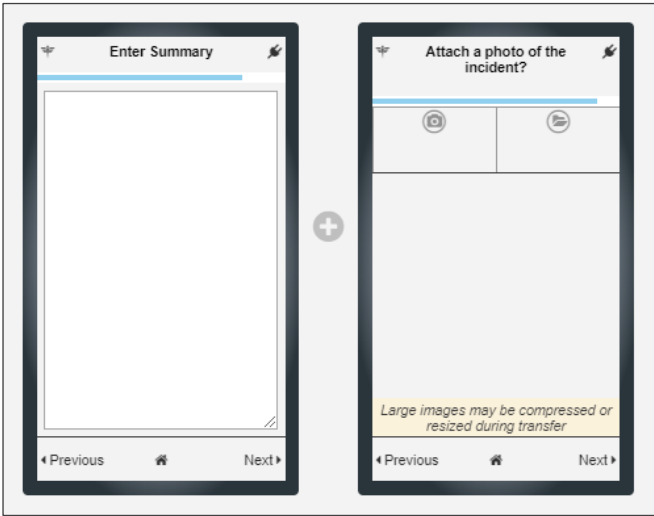 Enter Summary
Previous
Next
Attach a photo of the
incident?
Large images may be compressed or
resized during transfer
Previous
Next